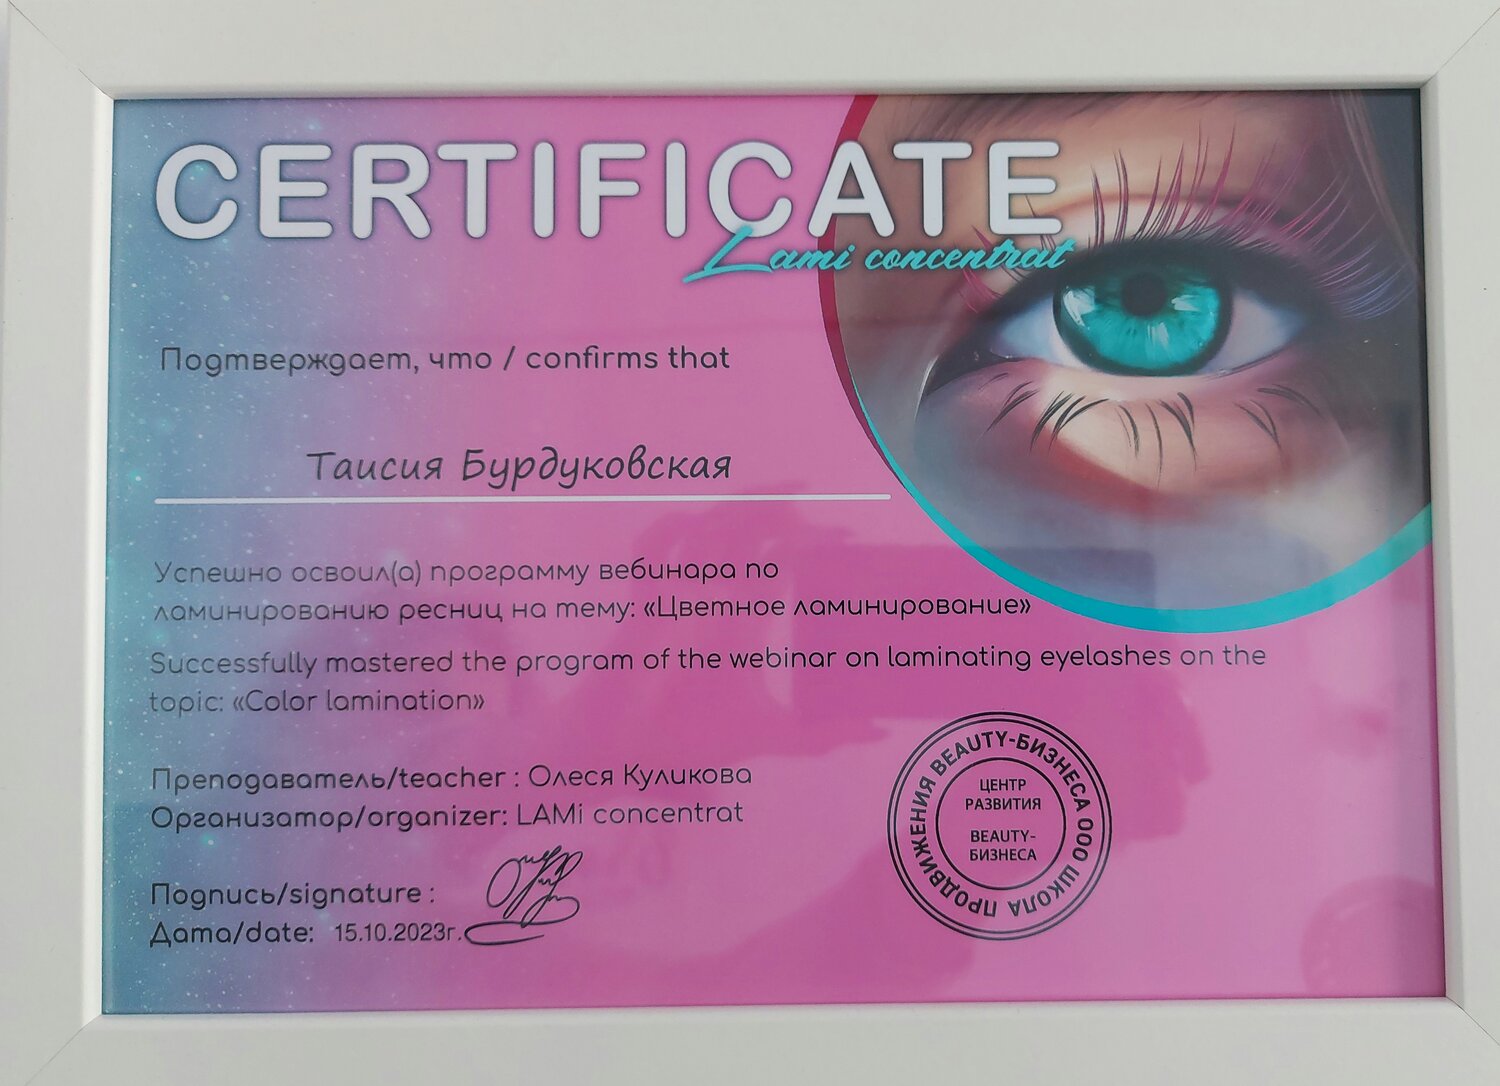 CERTIFICATE
Lami concentrat
Подтверждает, что / confirms that
Таисия Бурдуковская
Успешно освоил(а) программу вебинара по
ламинированию ресниц на тему: «Цветное ламинирование»
Successfully mastered the program of the webinar on laminating eyelashes on the
topic: «Color lamination»
Преподаватель/teacher : Олеся Куликова
Организатор/organizer: LAMi concentrat
Подпись/signature :
Дата/date: 15.10.2023г.
ООО ШКОЛА ПРОДВИЖЕНИЯ BEAUTY-БИЗНЕСА
ЦЕНТР
РАЗВИТИЯ
BEAUTY-
БИЗНЕСА